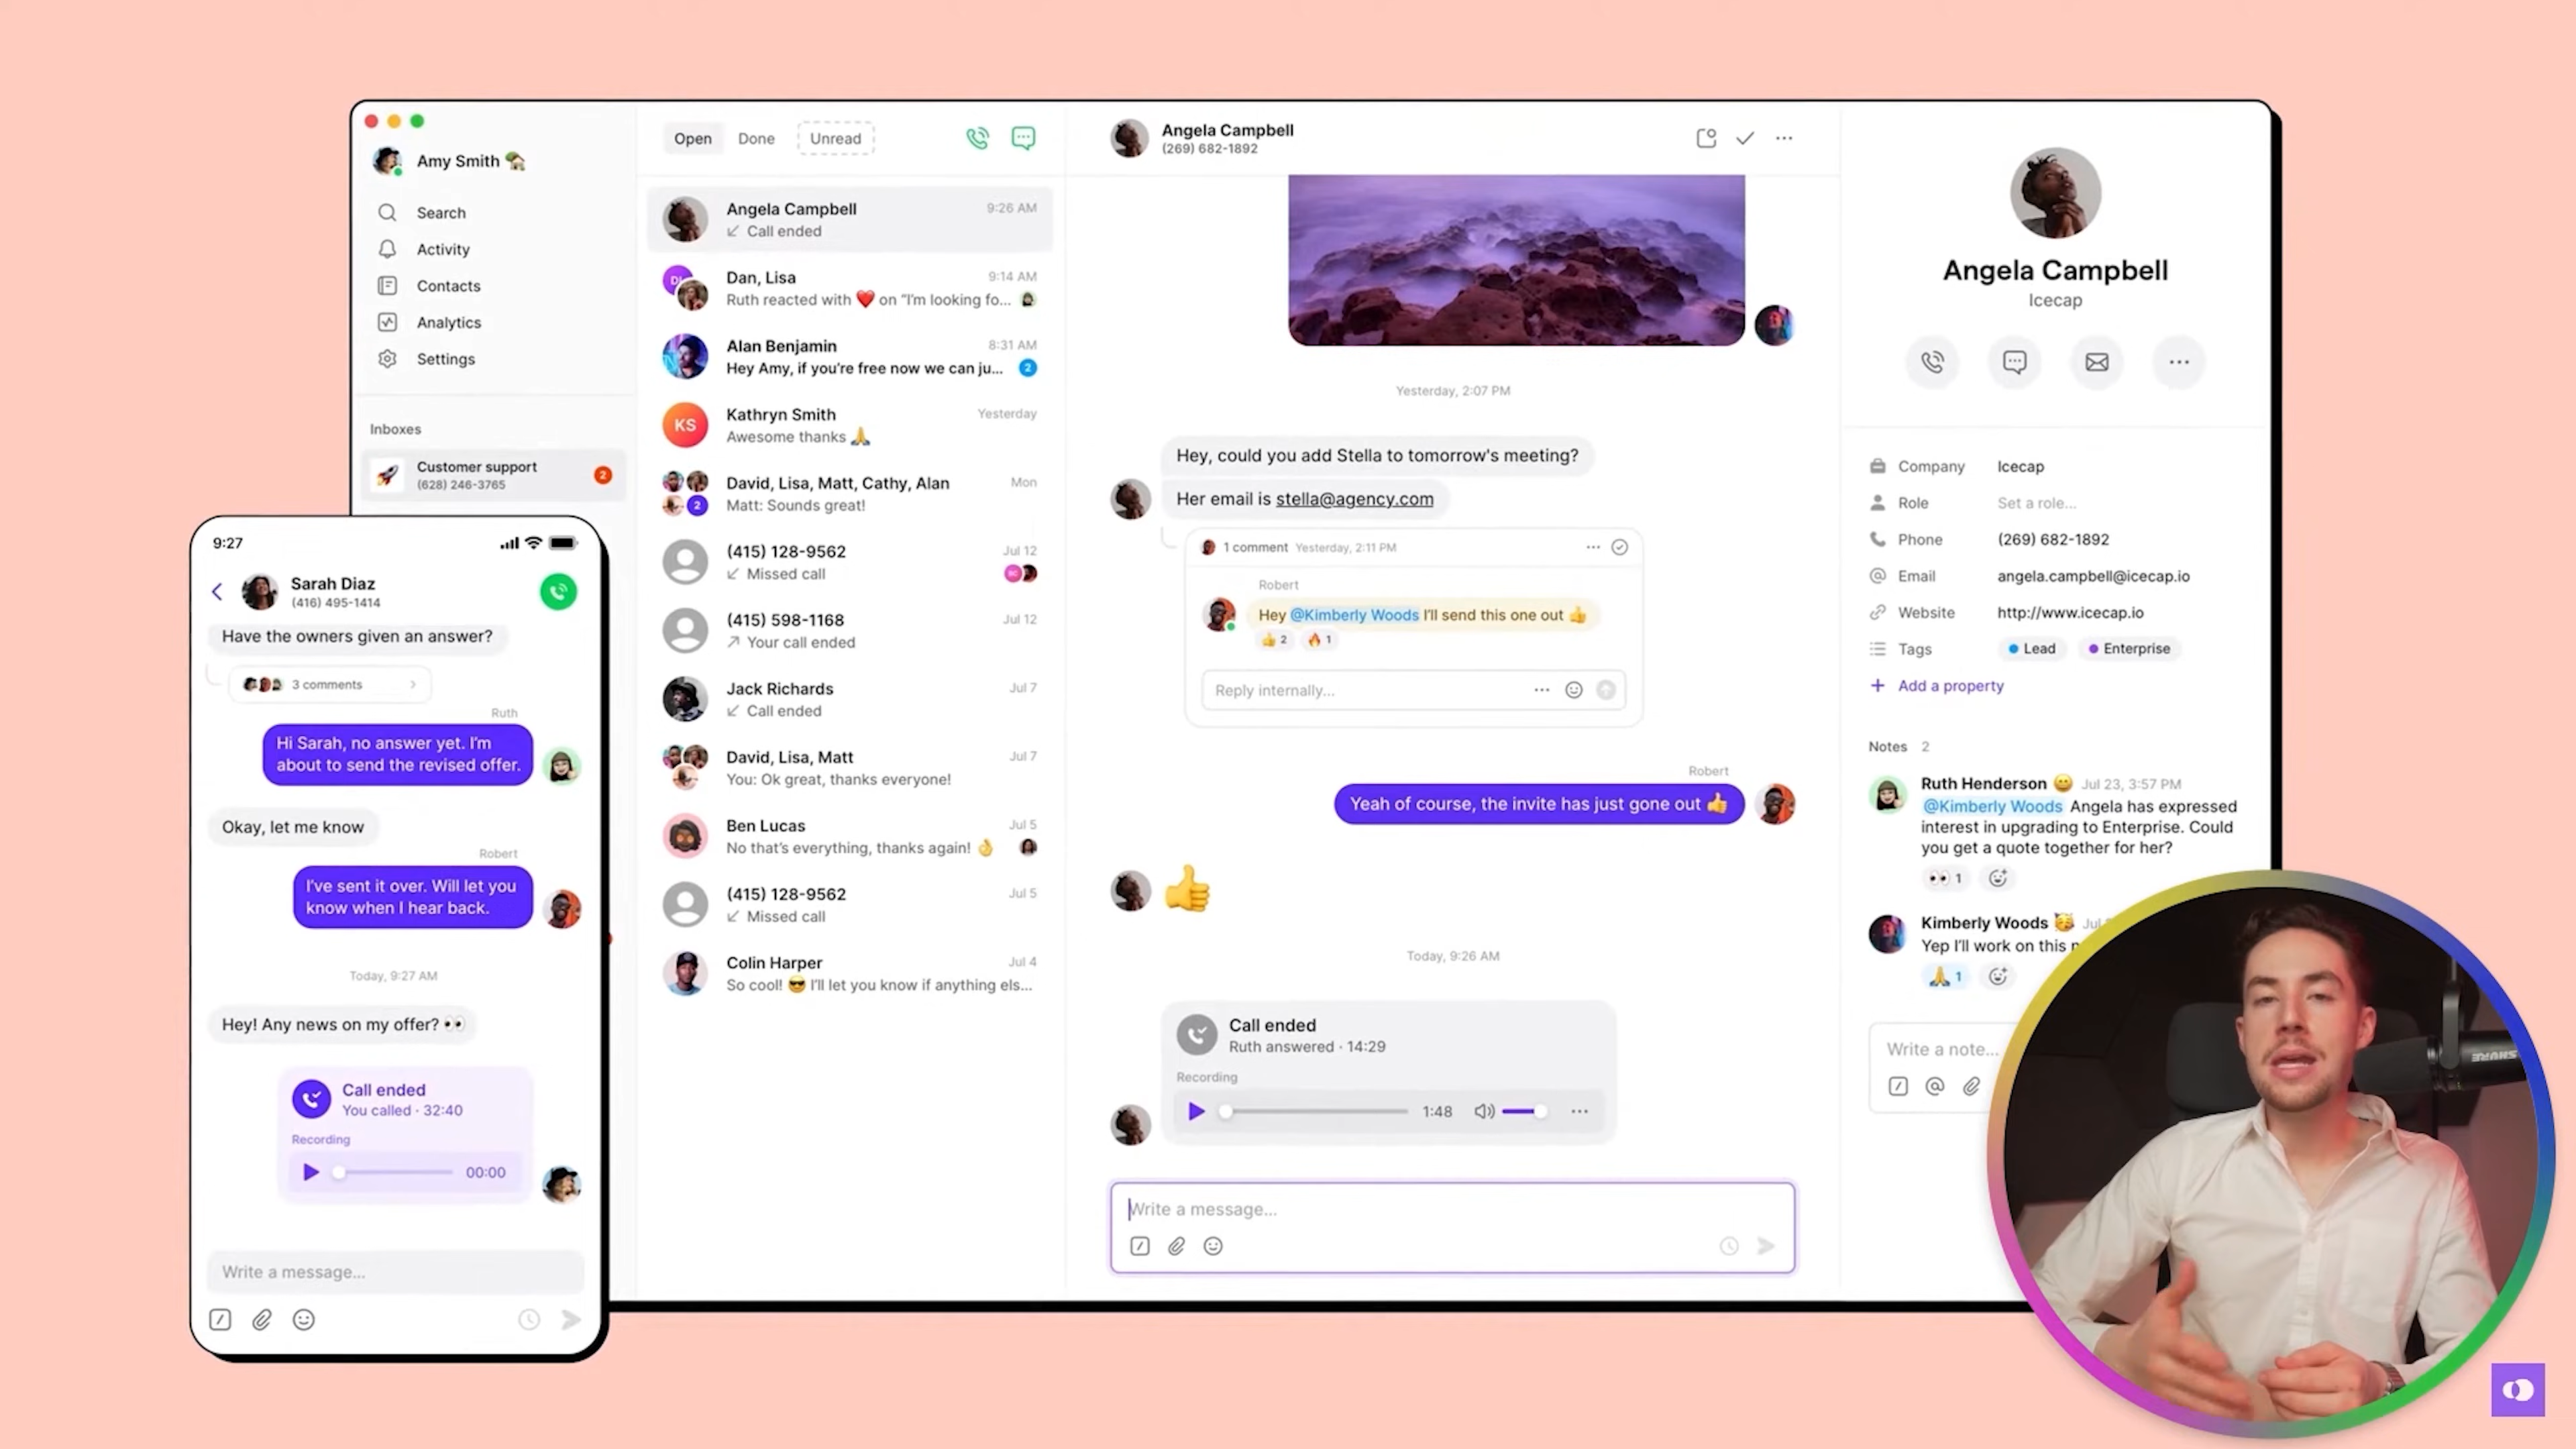 Amy Smith
Search
Activity
Contacts
Analytics
Settings
Inboxes
Customer support
(628) 246-3765
2
Open
Done
Unread
Angela Campbell
9:26 AM
Call ended
Dan, Lisa
9:14 AM
Ruth reacted with ❤️ on “I’m looking fo...
Alan Benjamin
8:31 AM
Hey Amy, if you’re free now we can ju...
2
KS
Kathryn Smith
Yesterday
Awesome thanks 🙏
David, Lisa, Matt, Cathy, Alan
Mon
2
Matt: Sounds great!
(415) 128-9562
Jul 12
Missed call
(415) 598-1168
Jul 12
Your call ended
Jack Richards
Jul 7
Call ended
David, Lisa, Matt
Jul 7
You: Ok great, thanks everyone!
Ben Lucas
Jul 5
No that’s everything, thanks again! 👌
(415) 128-9562
Jul 5
Missed call
Colin Harper
Jul 4
So cool! 😎 I’ll let you know if anything els...
Angela Campbell
(269) 682-1892
Yesterday, 2:07 PM
Hey, could you add Stella to tomorrow's meeting?
Her email is stella@agency.com
1 comment Yesterday, 2:11 PM
Robert
Hey @Kimberly Woods I’ll send this one out 👍
👍 2 🔥 1
Reply internally...
Robert
Yeah of course, the invite has just gone out 👍
👍
Today, 9:26 AM
Call ended
Ruth answered · 14:29
Recording
1:48
Write a message...
Angela Campbell
Icecap
Company Icecap
Role Set a role...
Phone (269) 682-1892
Email angela.campbell@icecap.io
Website http://www.icecap.io
Tags Lead Enterprise
+ Add a property
Notes 2
Ruth Henderson 😀 Jul 23, 3:57 PM
@Kimberly Woods Angela has expressed
interest in upgrading to Enterprise. Could
you get a quote together for her?
👀 1
Kimberly Woods 🥳 Jul
Yep I’ll work on this
🙏 1
Write a note...
9:27
Sarah Diaz
(416) 495-1414
Have the owners given an answer?
3 comments
Ruth
Hi Sarah, no answer yet. I’m
about to send the revised offer.
Okay, let me know
Robert
I’ve sent it over. Will let you
know when I hear back.
Today, 9:27 AM
Hey! Any news on my offer? 👀
Call ended
You called · 32:40
Recording
00:00
Write a message...
SHURE